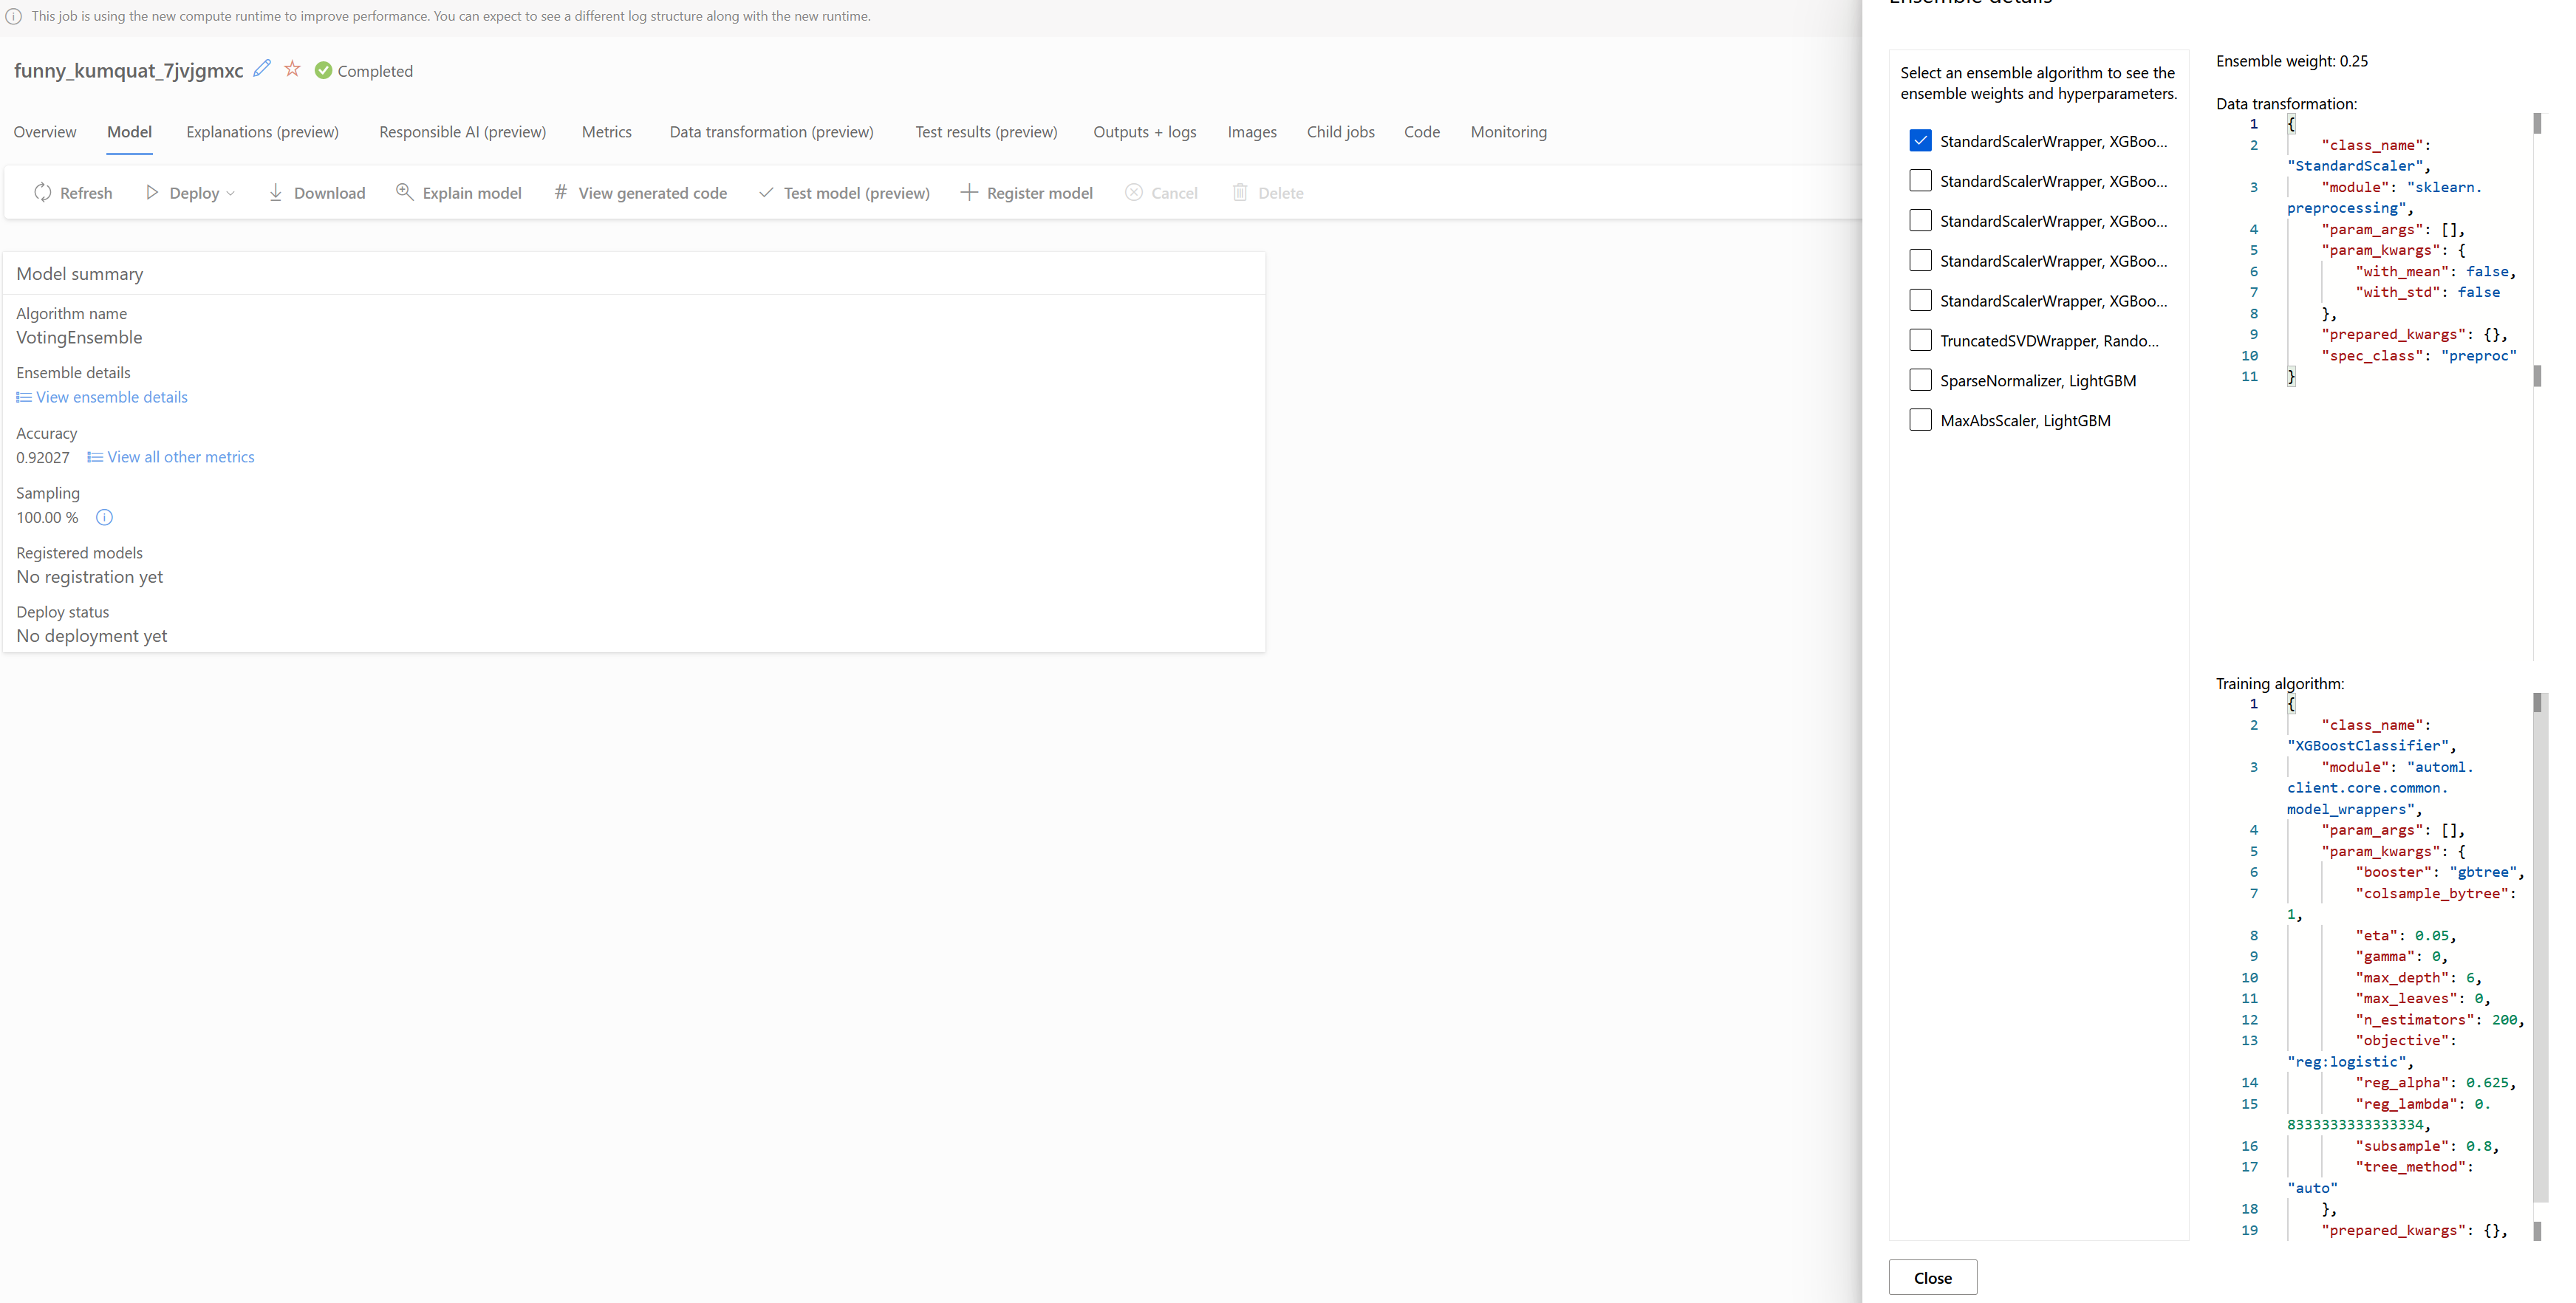 This job is using the new compute runtime to improve performance. You can expect to see a different log structure along with the new runtime.
funny_kumquat_7jvjgmxc Completed
Overview Model Explanations (preview) Responsible AI (preview) Metrics Data transformation (preview) Test results (preview) Outputs + logs Images Child jobs Code Monitoring
Refresh Deploy Download Explain model # View generated code Test model (preview) Register model Cancel Delete
Model summary
Algorithm name
VotingEnsemble
Ensemble details
View ensemble details
Accuracy
0.92027 View all other metrics
Sampling
100.00 %
Registered models
No registration yet
Deploy status
No deployment yet
Ensemble details
Select an ensemble algorithm to see the
ensemble weights and hyperparameters.
StandardScalerWrapper, XGBoo...
StandardScalerWrapper, XGBoo...
StandardScalerWrapper, XGBoo...
StandardScalerWrapper, XGBoo...
StandardScalerWrapper, XGBoo...
TruncatedSVDWrapper, Rando...
SparseNormalizer, LightGBM
MaxAbsScaler, LightGBM
Ensemble weight: 0.25
Data transformation:
1 {
2 "class_name":
"StandardScaler",
3 "module": "sklearn.
preprocessing",
4 "param_args": [],
5 "param_kwargs": {
6 "with_mean": false,
7 "with_std": false
8 },
9 "prepared_kwargs": {},
10 "spec_class": "preproc"
11 }
Training algorithm:
1 {
2 "class_name":
"XGBoostClassifier",
3 "module": "automl.
client.core.common.
model_wrappers",
4 "param_args": [],
5 "param_kwargs": {
6 "booster": "gbtree",
7 "colsample_bytree":
1,
8 "eta": 0.05,
9 "gamma": 0,
10 "max_depth": 6,
11 "max_leaves": 0,
12 "n_estimators": 200,
13 "objective":
"reg:logistic",
14 "reg_alpha": 0.625,
15 "reg_lambda": 0.
8333333333333334,
16 "subsample": 0.8,
17 "tree_method":
"auto"
18 },
19 "prepared_kwargs": {},
Close